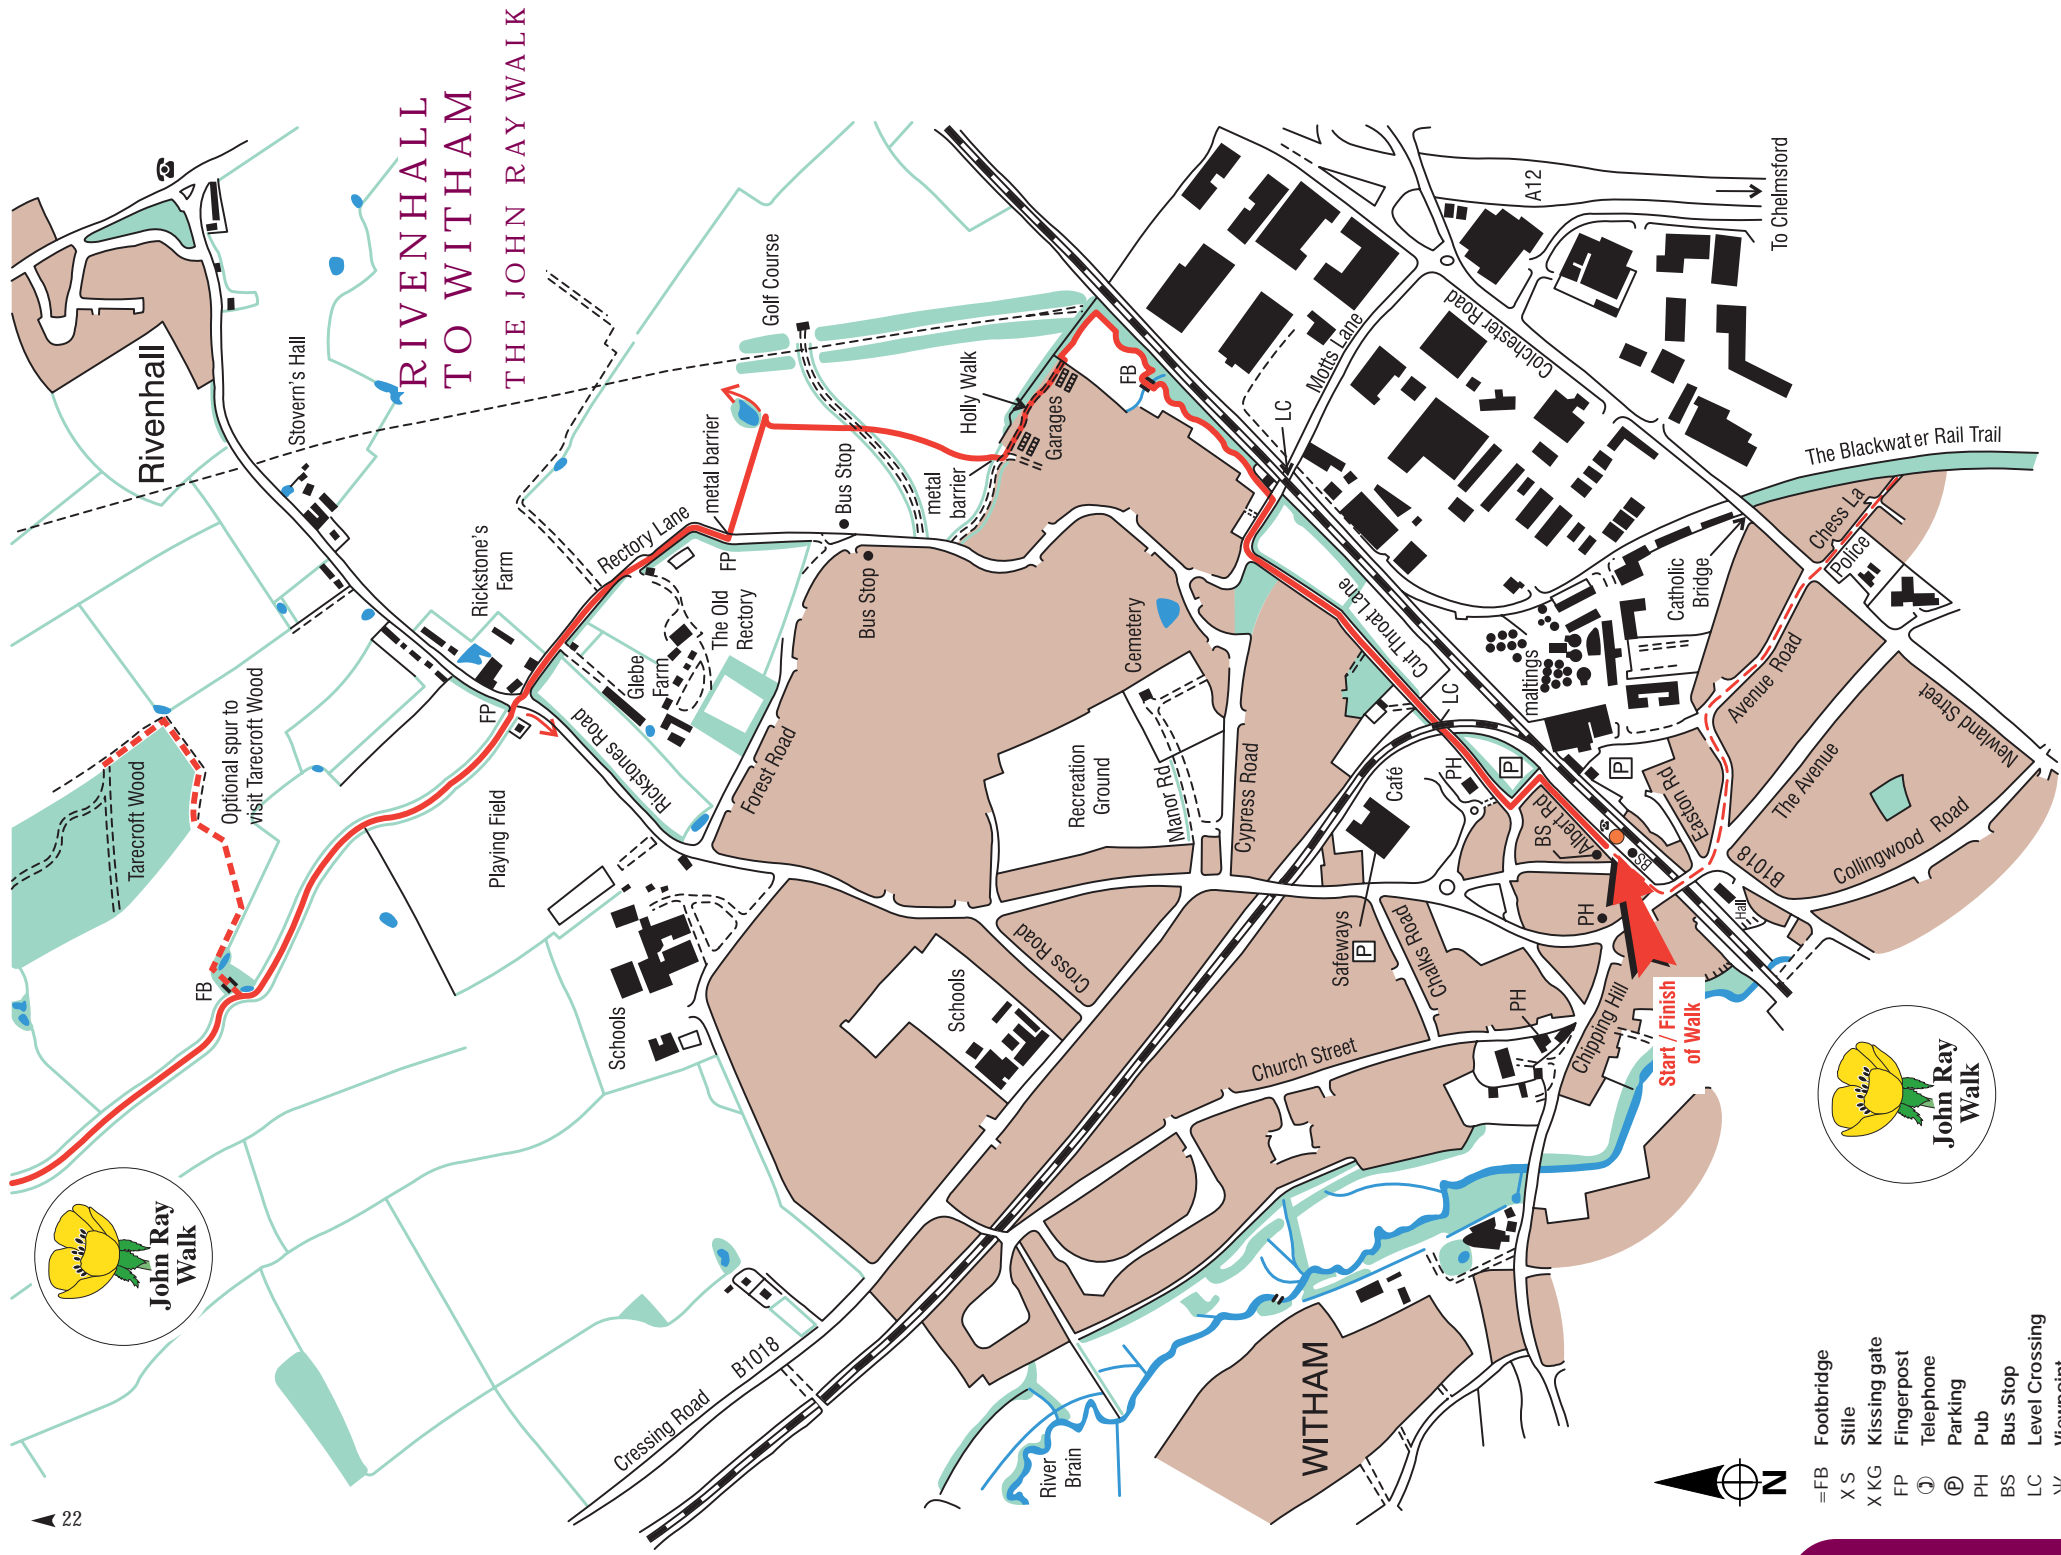 RIVENHALL
TO WITHAM
THE JOHN RAY WALK
22
Rivenhall
Stovern's Hall
Golf Course
Rickstone's
Farm
Rectory Lane
metal barrier
FP
Bus Stop
Bus Stop
metal
barrier
Holly Walk
Garages
FB
Motts Lane
LC
Colchester Road
A12
To Chelmsford
The Blackwater Rail Trail
Chess La
Police
Catholic
Bridge
Cut Throat Lane
LC
maltings
Avenue Road
The Avenue
Newland Street
Collingwood Road
B1018
Easton Rd
P
P
PH
Albert Rd
BS
BS
Hall
PH
Café
Safeways
P
Chalks Road
PH
Chipping Hill
Start / Finish
of Walk
Church Street
Cypress Road
Manor Rd
Cemetery
Recreation
Ground
Cross Road
Schools
Schools
Forest Road
Rickstones Road
Glebe
Farm
The Old
Rectory
FP
Playing Field
Optional spur to
visit Tarecroft Wood
Tarecroft Wood
FB
John Ray
Walk
John Ray
Walk
B1018
Cressing Road
River
Brain
WITHAM
N
=FB Footbridge
X S Stile
X KG Kissing gate
FP Fingerpost
Telephone
P Parking
PH Pub
BS Bus Stop
LC Level Crossing